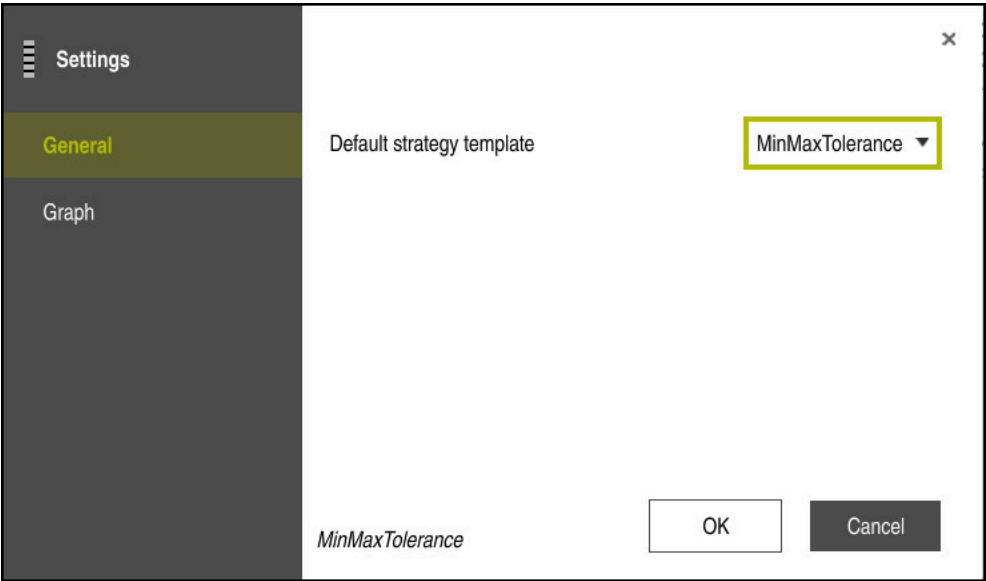 Settings
General
Graph
Default strategy template
MinMaxTolerance
MinMaxTolerance
OK
Cancel